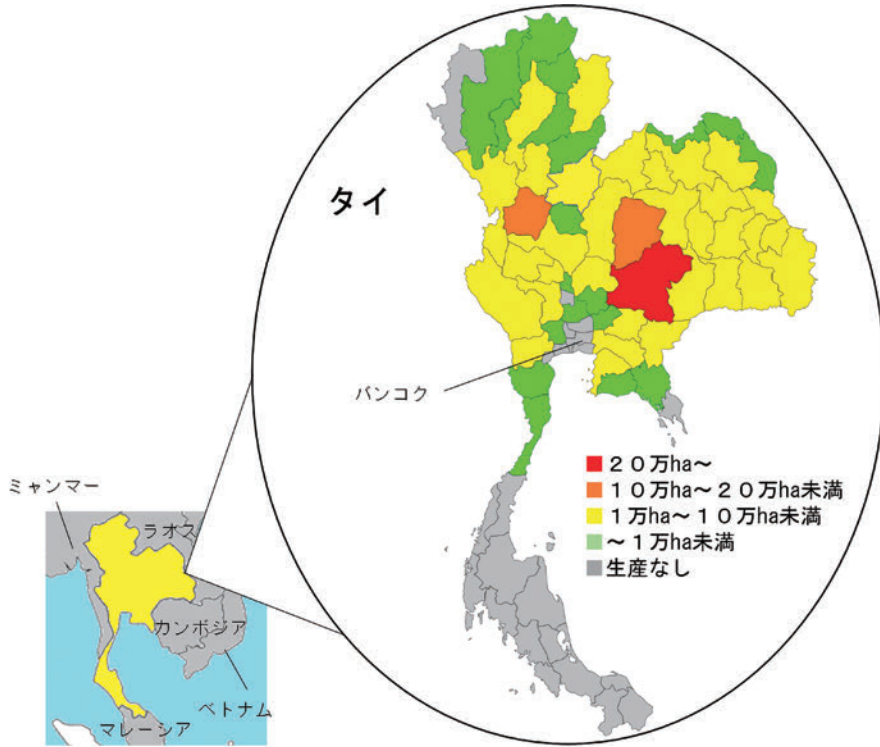 タイ
バンコク
２０万ha～
１０万ha～２０万ha未満
１万ha～１０万ha未満
～１万ha未満
生産なし
ミャンマー
ラオス
カンボジア
ベトナム
マレーシア